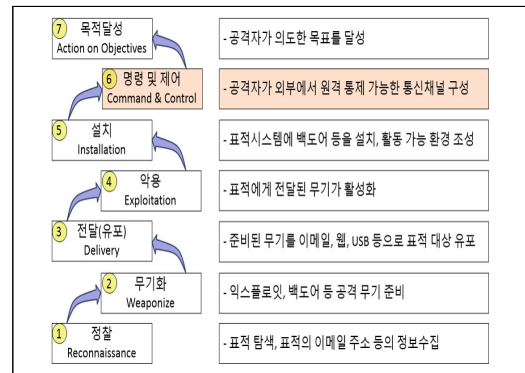 7 목적달성
Action on Objectives
- 공격자가 의도한 목표를 달성
6 명령 및 제어
Command & Control
- 공격자가 외부에서 원격 통제 가능한 통신채널 구성
5 설치
Installation
- 표적시스템에 백도어 등을 설치, 활동 가능 환경 조성
4 악용
Exploitation
- 표적에게 전달된 무기가 활성화
3 전달(유포)
Delivery
- 준비된 무기를 이메일, 웹, USB 등으로 표적 대상 유포
2 무기화
Weaponize
- 익스플로잇, 백도어 등 공격 무기 준비
1 정찰
Reconnaissance
- 표적 탐색, 표적의 이메일 주소 등의 정보수집